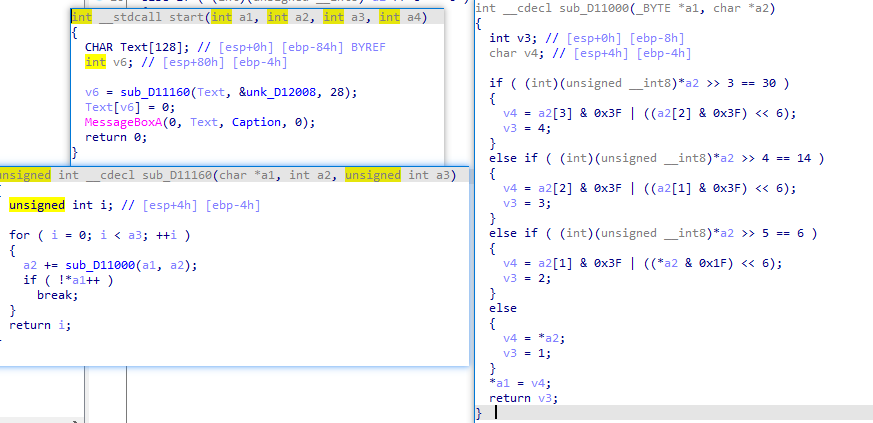 int __stdcall start(int a1, int a2, int a3, int a4)
{
CHAR Text[128]; // [esp+0h] [ebp-84h] BYREF
int v6; // [esp+80h] [ebp-4h]
v6 = sub_D11160(Text, &unk_D12008, 28);
Text[v6] = 0;
MessageBoxA(0, Text, Caption, 0);
return 0;
}
unsigned int __cdecl sub_D11160(char *a1, int a2, unsigned int a3)
{
unsigned int i; // [esp+4h] [ebp-4h]
for ( i = 0; i < a3; ++i )
{
a2 += sub_D11000(a1, a2);
if ( !*a1++ )
break;
}
return i;
int __cdecl sub_D11000(_BYTE *a1, char *a2)
{
int v3; // [esp+0h] [ebp-8h]
char v4; // [esp+4h] [ebp-4h]
if ( (int)(unsigned __int8)*a2 >> 3 == 30 )
{
v4 = a2[3] & 0x3F | ((a2[2] & 0x3F) << 6);
v3 = 4;
}
else if ( (int)(unsigned __int8)*a2 >> 4 == 14 )
{
v4 = a2[2] & 0x3F | ((a2[1] & 0x3F) << 6);
v3 = 3;
}
else if ( (int)(unsigned __int8)*a2 >> 5 == 6 )
{
v4 = a2[1] & 0x3F | ((*a2 & 0x1F) << 6);
v3 = 2;
}
else
{
v4 = *a2;
v3 = 1;
}
*a1 = v4;
return v3;
}